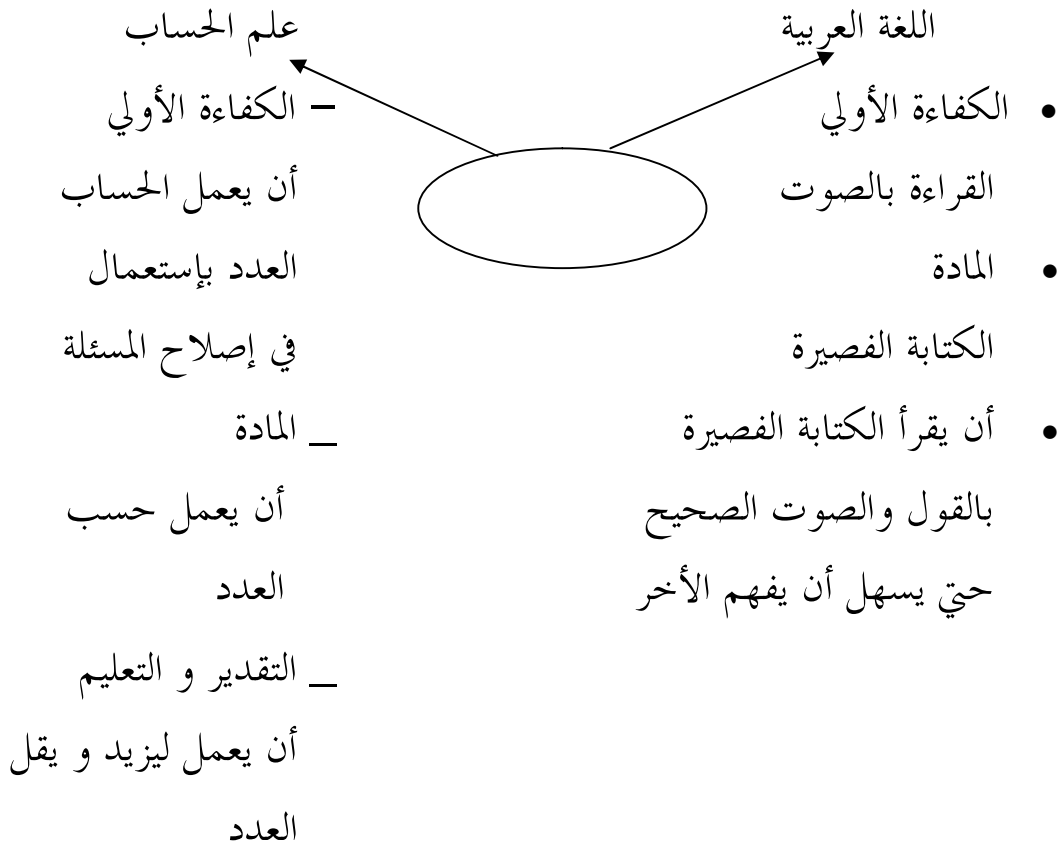 اللغة العربية
• الكفاءة الأولي
القراءة بالصوت
• المادة
الكتابة الفصيرة
• أن يقرأ الكتابة الفصيرة
بالقول والصوت الصحيح
حتي يسهل أن يفهم الأخر
علم الحساب
– الكفاءة الأولي
أن يعمل الحساب
العدد بإستعمال
في إصلاح المسئلة
_ المادة
أن يعمل حسب
العدد
_ التقدير و التعليم
أن يعمل ليزيد و يقل
العدد